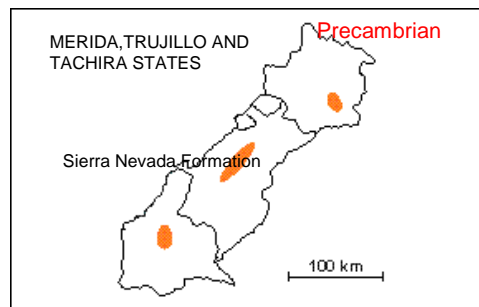 MERIDA,TRUJILLO AND
TACHIRA STATES
Precambrian
Sierra Nevada Formation
100 km